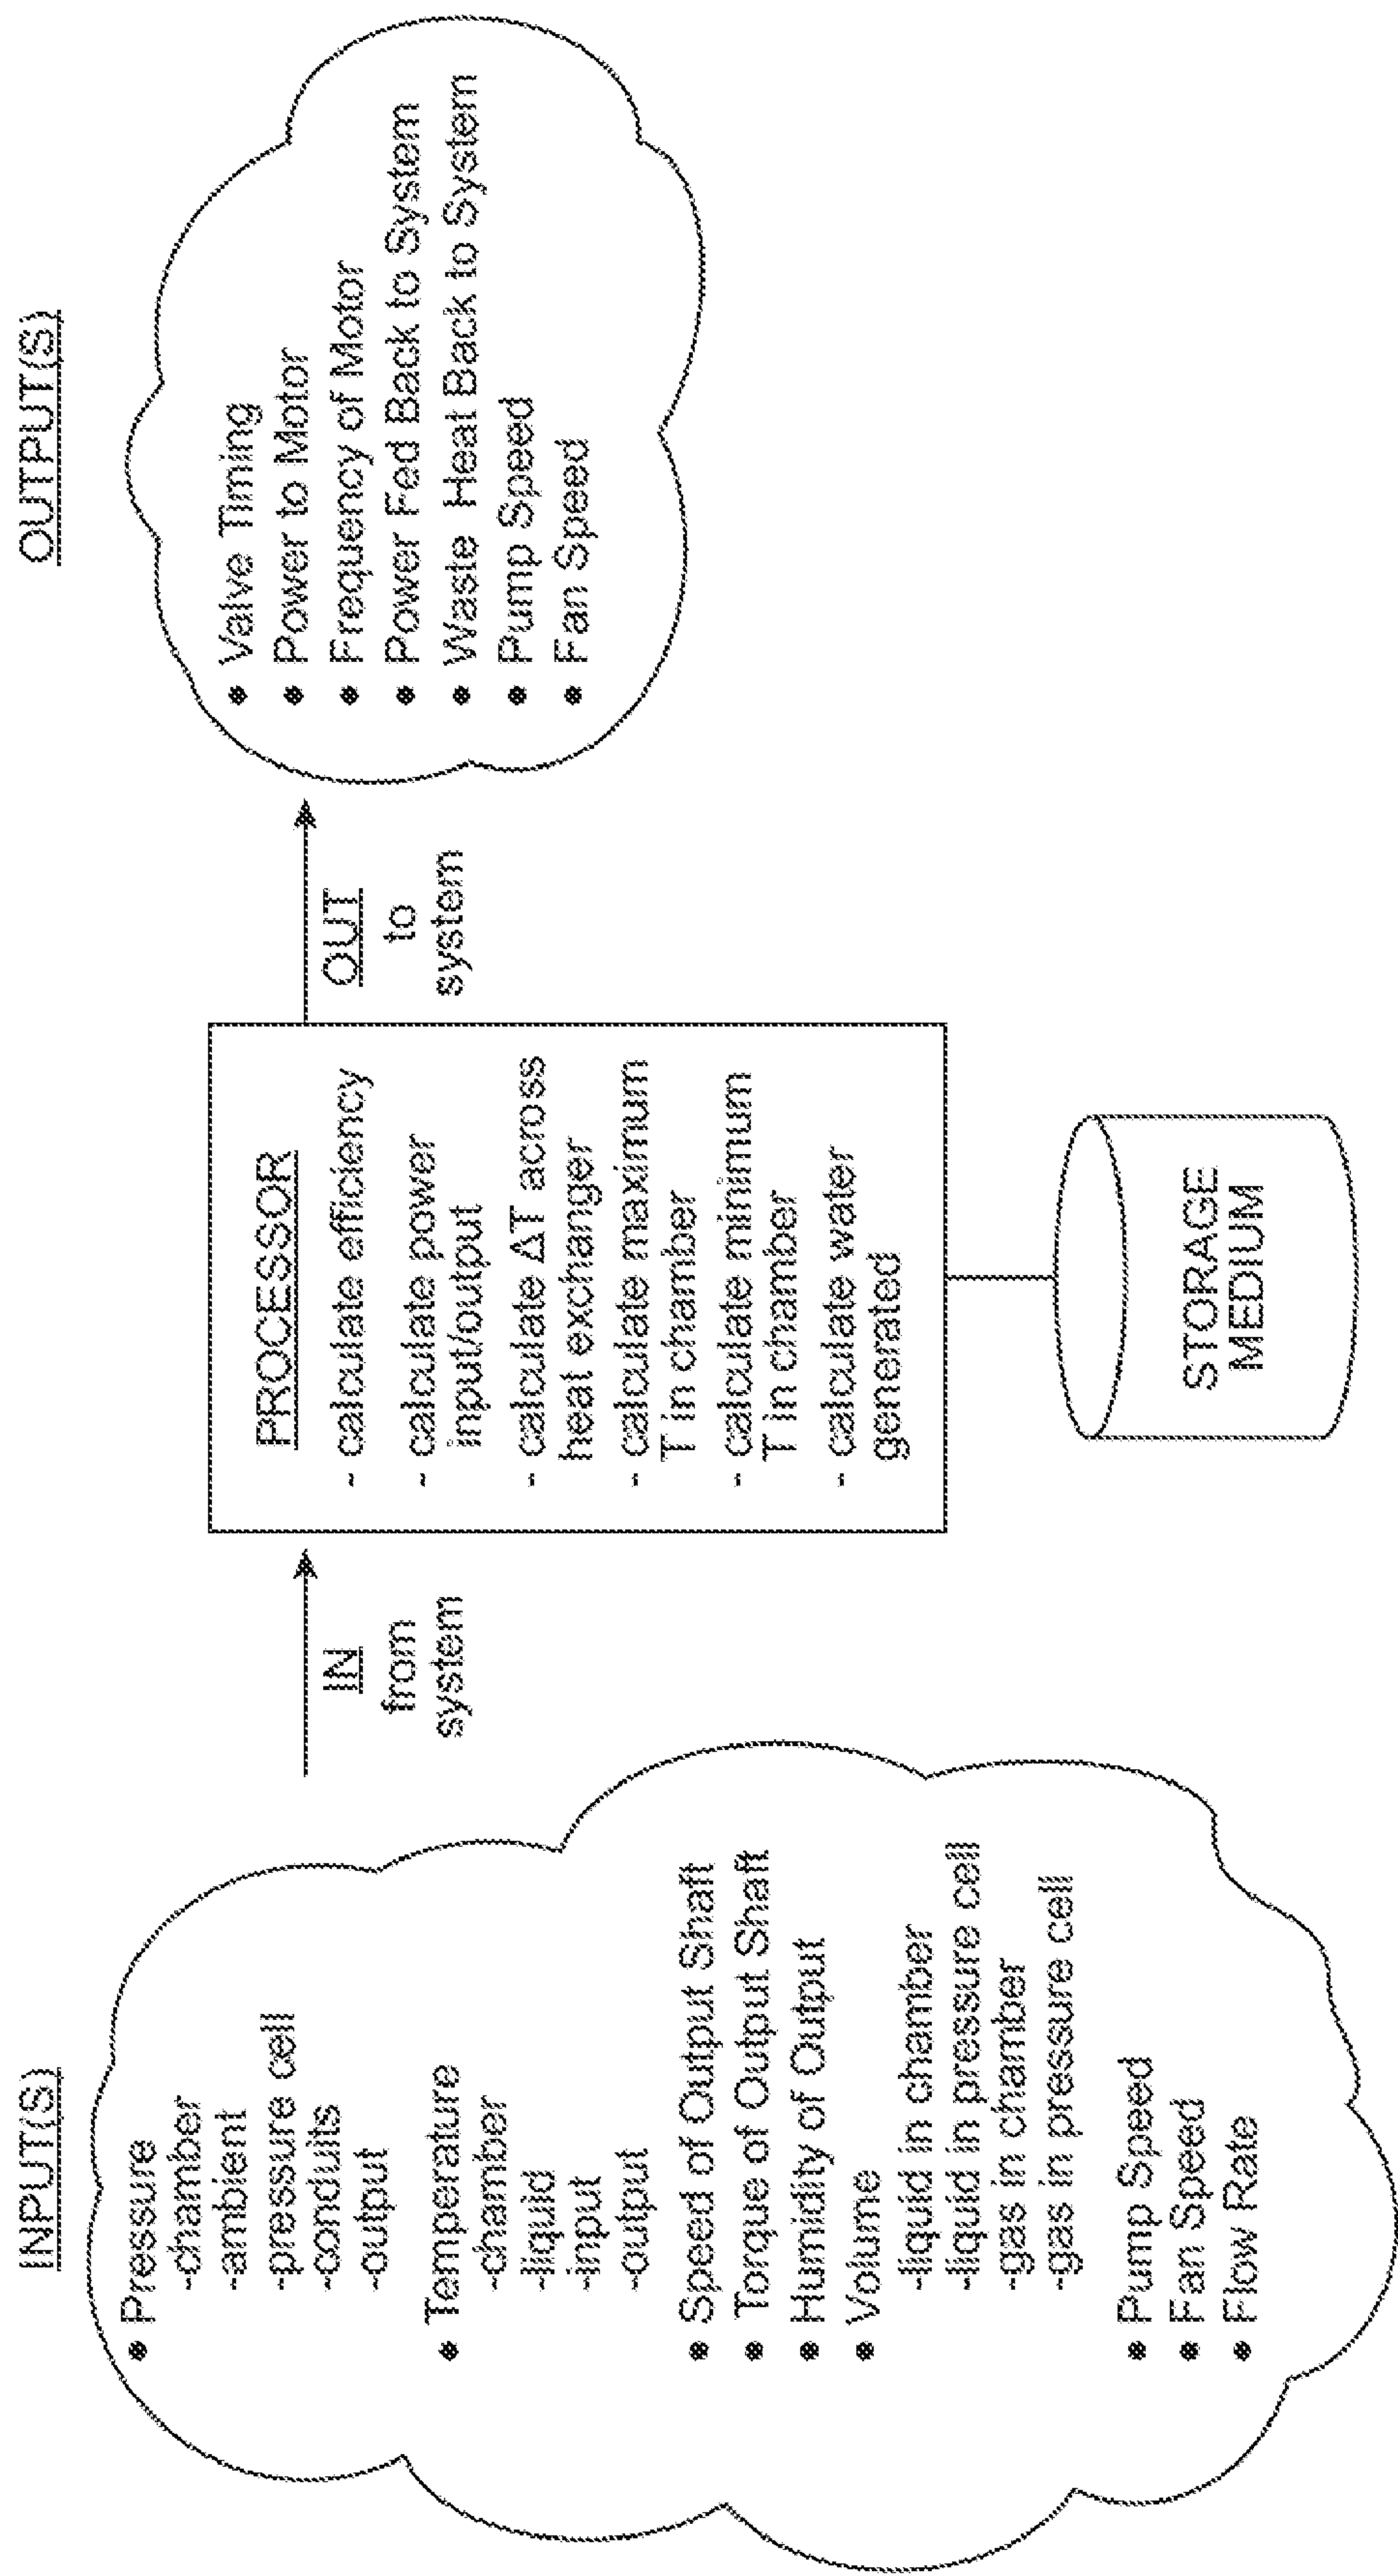 INPUT(S)
● Pressure
-chamber
-ambient
-pressure cell
-conduits
-output
● Temperature
-chamber
-liquid
-input
-output
● Speed of Output Shaft
● Torque of Output Shaft
● Humidity of Output
● Volume
-liquid in chamber
-liquid in pressure cell
-gas in chamber
-gas in pressure cell
● Pump Speed
● Fan Speed
● Flow Rate
IN
from
system
PROCESSOR
- calculate efficiency
- calculate power
input/output
- calculate ΔT across
heat exchanger
- calculate maximum
T in chamber
- calculate minimum
T in chamber
- calculate water
generated
STORAGE
MEDIUM
OUT
to
system
OUTPUT(S)
● Valve Timing
● Power to Motor
● Frequency of Motor
● Power Fed Back to System
● Waste Heat Back to System
● Pump Speed
● Fan Speed